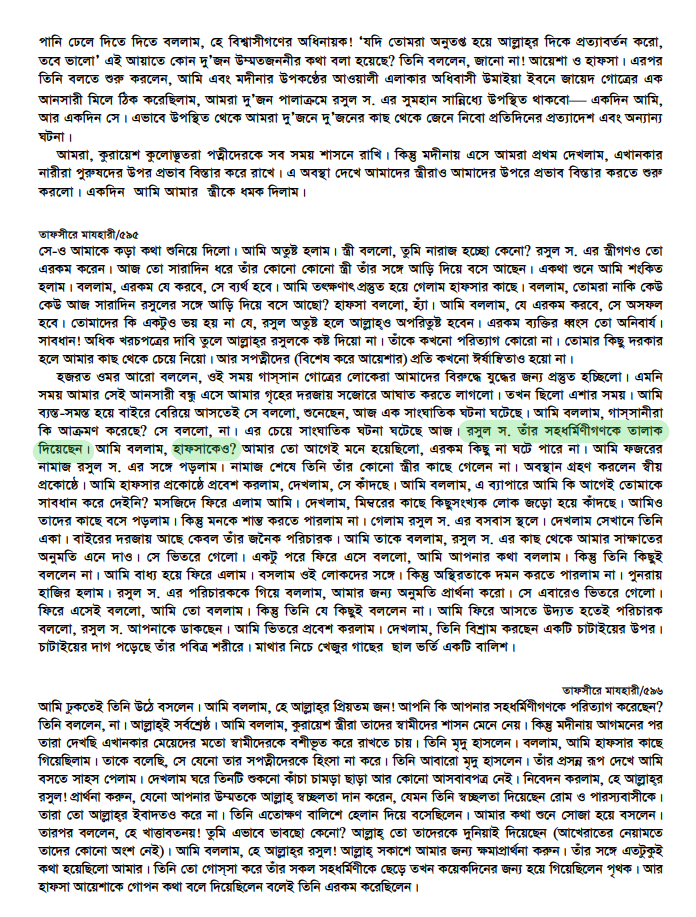 পানি ঢেলে দিতে দিতে বললাম, হে বিশ্বাসীগণের অধিনায়ক! ‘যদি তোমরা অনুতপ্ত হয়ে আল্লাহ্‌র দিকে প্রত্যাবর্তন করো,
তবে ভালো’ এই আয়াতে কোন দু’জন উম্মতজননীর কথা বলা হয়েছে? তিনি বললেন, জানো না! আয়েশা ও হাফসা। এরপর
তিনি বলতে শুরু করলেন, আমি এবং মদীনার উপকণ্ঠের আওয়ালী এলাকার অধিবাসী উমাইয়া ইবনে জায়েদ গোত্রের এক
আনসারী মিলে ঠিক করেছিলাম, আমরা দু’জন পালাক্রমে রসুল স. এর সুমহান সান্নিধ্যে উপস্থিত থাকবো— একদিন আমি,
আর একদিন সে। এভাবে উপস্থিত থেকে আমরা দু’জনে দু’জনের কাছ থেকে জেনে নিবো প্রতিদিনের প্রত্যাদেশ এবং অন্যান্য
ঘটনা।
আমরা, কুরায়েশ কুলোদ্ভূতরা পত্নীদেরকে সব সময় শাসনে রাখি। কিন্তু মদীনায় এসে আমরা প্রথম দেখলাম, এখানকার
নারীরা পুরুষদের উপর প্রভাব বিস্তার করে রাখে। এ অবস্থা দেখে আমাদের স্ত্রীরাও আমাদের উপরে প্রভাব বিস্তার করতে শুরু
করলো। একদিন আমি আমার স্ত্রীকে ধমক দিলাম।
তাফসীরে মাযহারী/৫৯৫
সে-ও আমাকে কড়া কথা শুনিয়ে দিলো। আমি অতুষ্ট হলাম। স্ত্রী বললো, তুমি নারাজ হচ্ছো কেনো? রসুল স. এর স্ত্রীগণও তো
এরকম করেন। আজ তো সারাদিন ধরে তাঁর কোনো কোনো স্ত্রী তাঁর সঙ্গে আড়ি দিয়ে বসে আছেন। একথা শুনে আমি শংকিত
হলাম। বললাম, এরকম যে করবে, সে ব্যর্থ হবে। আমি তৎক্ষণাৎ প্রস্তুত হয়ে গেলাম হাফসার কাছে। বললাম, তোমরা নাকি কেউ
কেউ আজ সারাদিন রসুলের সঙ্গে আড়ি দিয়ে বসে আছো? হাফসা বললো, হ্যাঁ। আমি বললাম, যে এরকম করবে, সে অসফল
হবে। তোমাদের কি একটুও ভয় হয় না যে, রসুল অতুষ্ট হলে আল্লাহ্‌ও অপরিতুষ্ট হবেন। এরকম ব্যক্তির ধ্বংস তো অনিবার্য।
সাবধান! অধিক খরচপত্রের দাবি তুলে আল্লাহ্‌র রসুলকে কষ্ট দিয়ো না। তাঁকে কখনো পরিত্যাগ কোরো না। তোমার কিছু দরকার
হলে আমার কাছ থেকে চেয়ে নিয়ো। আর সপত্নীদের (বিশেষ করে আয়েশার) প্রতি কখনো ঈর্ষান্বিতাও হয়ো না।
হজরত ওমর আরো বললেন, ওই সময় গাস্‌সান গোত্রের লোকেরা আমাদের বিরুদ্ধে যুদ্ধের জন্য প্রস্তুত হচ্ছিলো। এমনি
সময় আমার সেই আনসারী বন্ধু এসে আমার গৃহের দরজায় সজোরে আঘাত করতে লাগলো। তখন ছিলো এশার সময়। আমি
ব্যস্ত-সমস্ত হয়ে বাইরে বেরিয়ে আসতেই সে বললো, শুনেছেন, আজ এক সাংঘাতিক ঘটনা ঘটেছে। আমি বললাম, গাস্‌সানীরা
কি আক্রমণ করেছে? সে বললো, না। এর চেয়ে সাংঘাতিক ঘটনা ঘটেছে আজ। রসুল স. তাঁর সহধর্মিণীগণকে তালাক
দিয়েছেন। আমি বললাম, হাফসাকেও? আমার তো আগেই মনে হয়েছিলো, এরকম কিছু না ঘটে পারে না। আমি ফজরের
নামাজ রসুল স. এর সঙ্গে পড়লাম। নামাজ শেষে তিনি তাঁর কোনো স্ত্রীর কাছে গেলেন না। অবস্থান গ্রহণ করলেন স্বীয়
প্রকোষ্ঠে। আমি হাফসার প্রকোষ্ঠে প্রবেশ করলাম, দেখলাম, সে কাঁদছে। আমি বললাম, এ ব্যাপারে আমি কি আগেই তোমাকে
সাবধান করে দেইনি? মসজিদে ফিরে এলাম আমি। দেখলাম, মিম্বরের কাছে কিছুসংখ্যক লোক জড়ো হয়ে কাঁদছে। আমিও
তাদের কাছে বসে পড়লাম। কিন্তু মনকে শান্ত করতে পারলাম না। গেলাম রসুল স. এর বসবাস স্থলে। দেখলাম সেখানে তিনি
একা। বাইরের দরজায় আছে কেবল তাঁর জনৈক পরিচারক। আমি তাকে বললাম, রসুল স. এর কাছ থেকে আমার সাক্ষাতের
অনুমতি এনে দাও। সে ভিতরে গেলো। একটু পরে ফিরে এসে বললো, আমি আপনার কথা বললাম। কিন্তু তিনি কিছুই
বললেন না। আমি বাধ্য হয়ে ফিরে এলাম। বসলাম ওই লোকদের সঙ্গে। কিন্তু অস্থিরতাকে দমন করতে পারলাম না। পুনরায়
হাজির হলাম। রসুল স. এর পরিচারককে গিয়ে বললাম, আমার জন্য অনুমতি প্রার্থনা করো। সে এবারেও ভিতরে গেলো।
ফিরে এসেই বললো, আমি তো বললাম। কিন্তু তিনি যে কিছুই বললেন না। আমি ফিরে আসতে উদ্যত হতেই পরিচারক
বললো, রসুল স. আপনাকে ডাকছেন। আমি ভিতরে প্রবেশ করলাম। দেখলাম, তিনি বিশ্রাম করছেন একটি চাটাইয়ের উপর।
চাটাইয়ের দাগ পড়েছে তাঁর পবিত্র শরীরে। মাথার নিচে খেজুর গাছের ছাল ভর্তি একটি বালিশ।
তাফসীরে মাযহারী/৫৯৬
আমি ঢুকতেই তিনি উঠে বসলেন। আমি বললাম, হে আল্লাহ্‌র প্রিয়তম জন! আপনি কি আপনার সহধর্মিণীগণকে পরিত্যাগ করেছেন?
তিনি বললেন, না। আল্লাহ্‌ই সর্বশ্রেষ্ঠ। আমি বললাম, কুরায়েশ স্ত্রীরা তাদের স্বামীদের শাসন মেনে নেয়। কিন্তু মদীনায় আগমনের পর
তারা দেখছি এখানকার মেয়েদের মতো স্বামীদেরকে বশীভূত করে রাখতে চায়। তিনি মৃদু হাসলেন। বললাম, আমি হাফসার কাছে
গিয়েছিলাম। তাকে বলেছি, সে যেনো তার সপত্নীদেরকে হিংসা না করে। তিনি আবারো মৃদু হাসলেন। তাঁর প্রসন্ন রূপ দেখে আমি
বসতে সাহস পেলাম। দেখলাম ঘরে তিনটি শুকনো কাঁচা চামড়া ছাড়া আর কোনো আসবাবপত্র নেই। নিবেদন করলাম, হে আল্লাহ্‌র
রসুল! প্রার্থনা করুন, যেনো আপনার উম্মতকে আল্লাহ্‌ স্বচ্ছলতা দান করেন, যেমন তিনি স্বচ্ছলতা দিয়েছেন রোম ও পারস্যবাসীকে।
তারা তো আল্লাহ্‌র ইবাদতও করে না। তিনি এতোক্ষণ বালিশে হেলান দিয়ে বসেছিলেন। আমার কথা শুনে সোজা হয়ে বসলেন।
তারপর বললেন, হে খাত্তাবতনয়! তুমি এভাবে ভাবছো কেনো? আল্লাহ্‌ তো তাদেরকে দুনিয়াই দিয়েছেন (আখেরাতের নেয়ামতে
তাদের কোনো অংশ নেই)। আমি বললাম, হে আল্লাহ্‌র রসুল! আল্লাহ্‌ সকাশে আমার জন্য ক্ষমাপ্রার্থনা করুন। তাঁর সঙ্গে এতটুকুই
কথা হয়েছিলো আমার। তিনি তো গোস্‌সা করে তাঁর সকল সহধর্মিণীকে ছেড়ে তখন কয়েকদিনের জন্য হয়ে গিয়েছিলেন পৃথক। আর
হাফসা আয়েশাকে গোপন কথা বলে দিয়েছিলেন বলেই তিনি এরকম করেছিলেন।